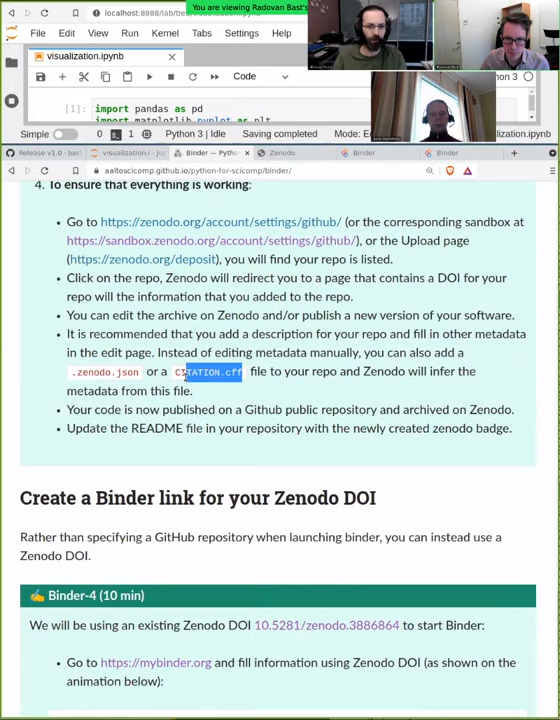 You are viewing Radovan Bast's
localhost:8888/lab/tre
File Edit View Run Kernel Tabs Settings Help
visualization.ipynb
Code
[1]: import pandas as pd
import matplotlib.pyplot as plt
Simple 0 1 Python 3 | Idle Saving completed Mode: Ed
Release v1.0 · bas visualization.i - jup Binder — Python Zenodo Binder Binder
aaltoscicomp.github.io/python-for-scicomp/binder/
4. To ensure that everything is working:
• Go to https://zenodo.org/account/settings/github/ (or the corresponding sandbox at
https://sandbox.zenodo.org/account/settings/github/), or the Upload page
(https://zenodo.org/deposit), you will find your repo is listed.
• Click on the repo, Zenodo will redirect you to a page that contains a DOI for your
repo will the information that you added to the repo.
• You can edit the archive on Zenodo and/or publish a new version of your software.
• It is recommended that you add a description for your repo and fill in other metadata
in the edit page. Instead of editing metadata manually, you can also add a
.zenodo.json or a CITATION.cff file to your repo and Zenodo will infer the
metadata from this file.
• Your code is now published on a Github public repository and archived on Zenodo.
• Update the README file in your repository with the newly created zenodo badge.
Create a Binder link for your Zenodo DOI
Rather than specifying a GitHub repository when launching binder, you can instead use a
Zenodo DOI.
✍ Binder-4 (10 min)
We will be using an existing Zenodo DOI 10.5281/zenodo.3886864 to start Binder:
• Go to https://mybinder.org and fill information using Zenodo DOI (as shown on the
animation below):